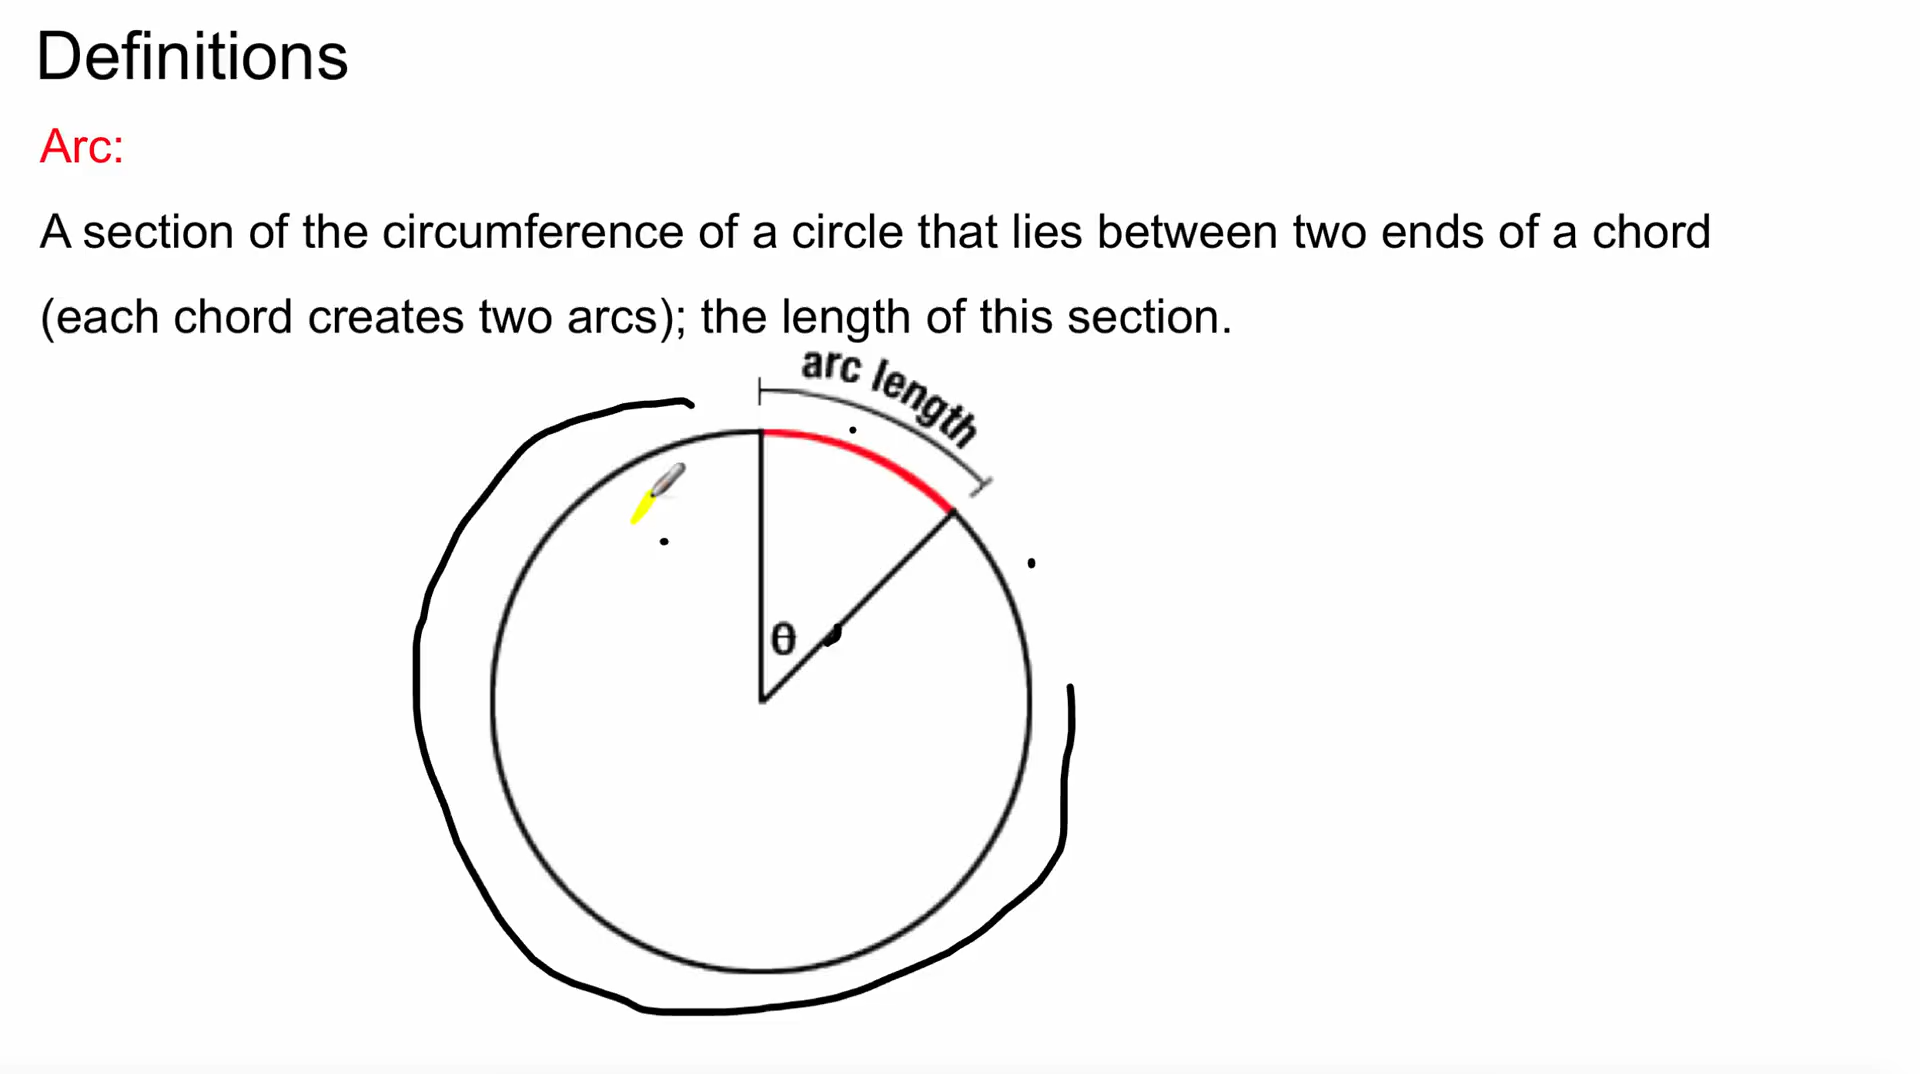 Definitions
Arc:
A section of the circumference of a circle that lies between two ends of a chord
(each chord creates two arcs); the length of this section.
arc length
θ